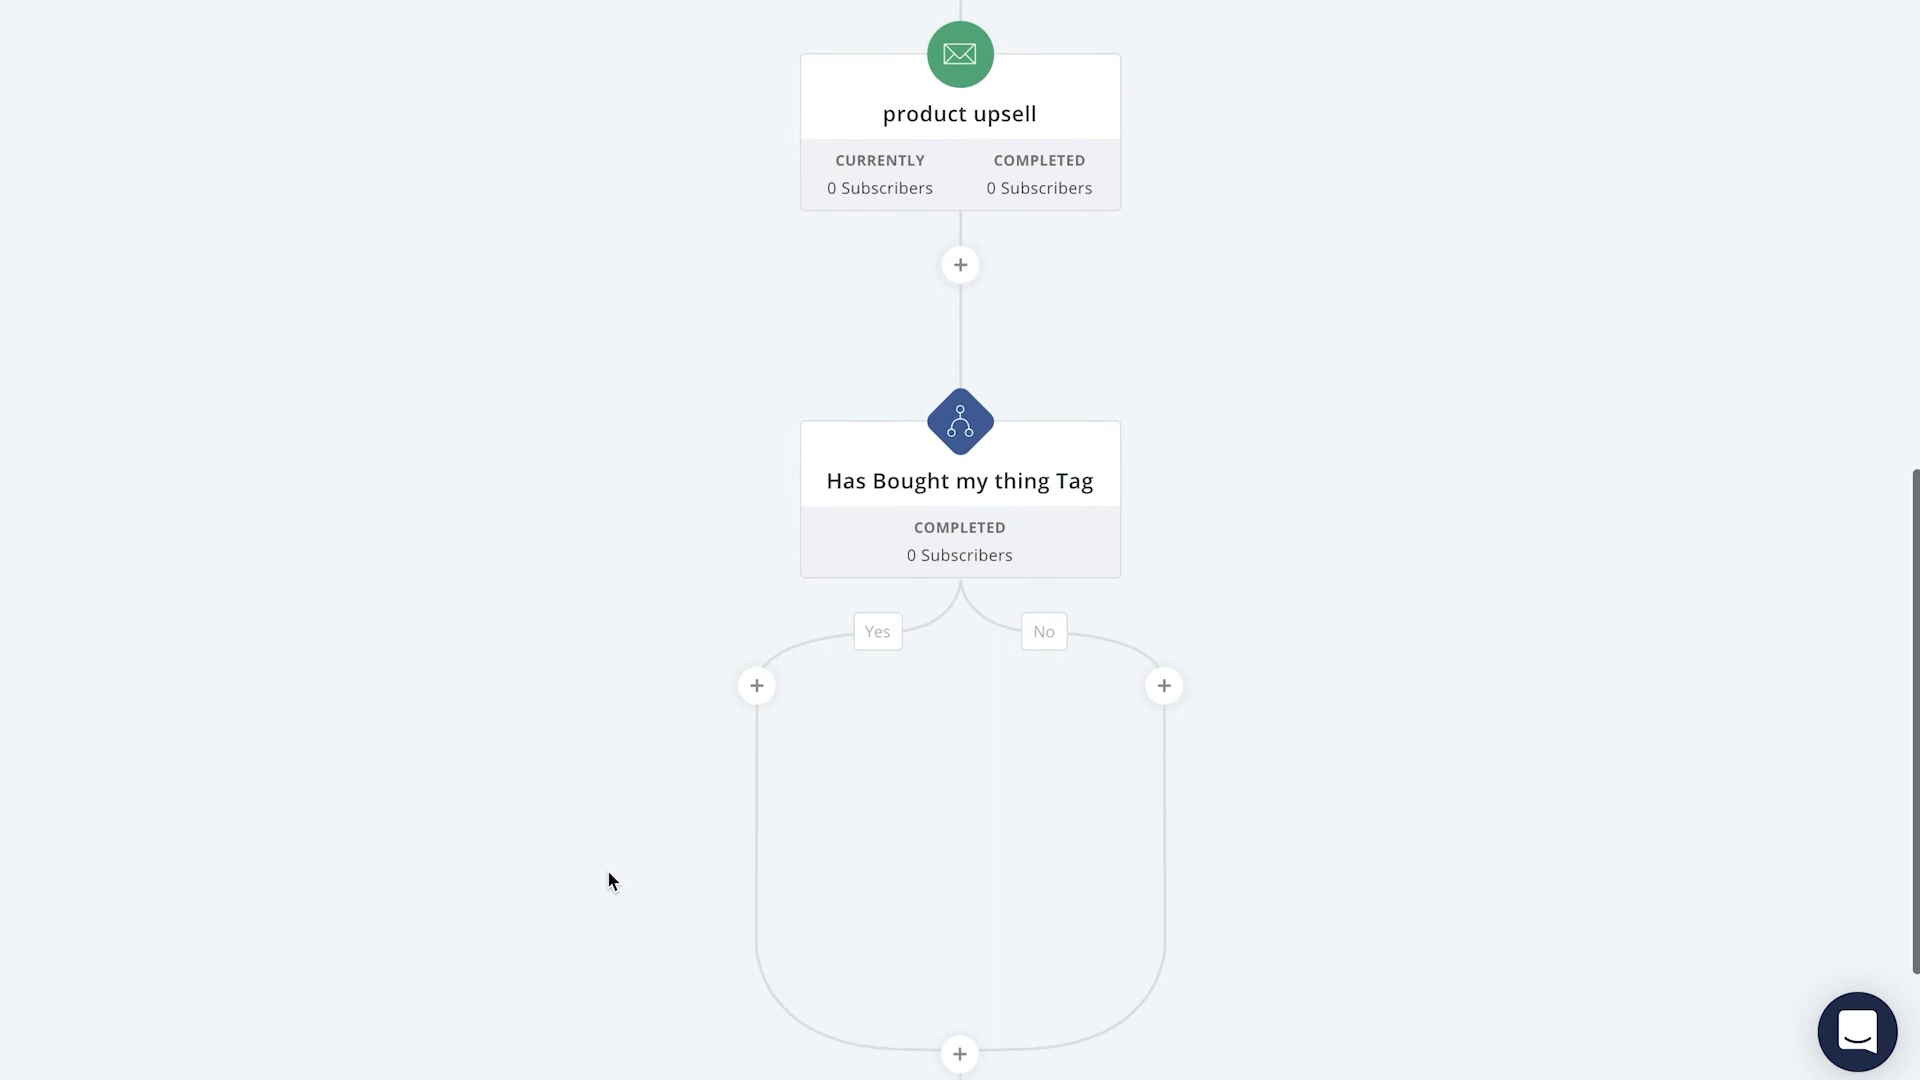 product upsell
CURRENTLY COMPLETED
0 Subscribers 0 Subscribers
Has Bought my thing Tag
COMPLETED
0 Subscribers
Yes No